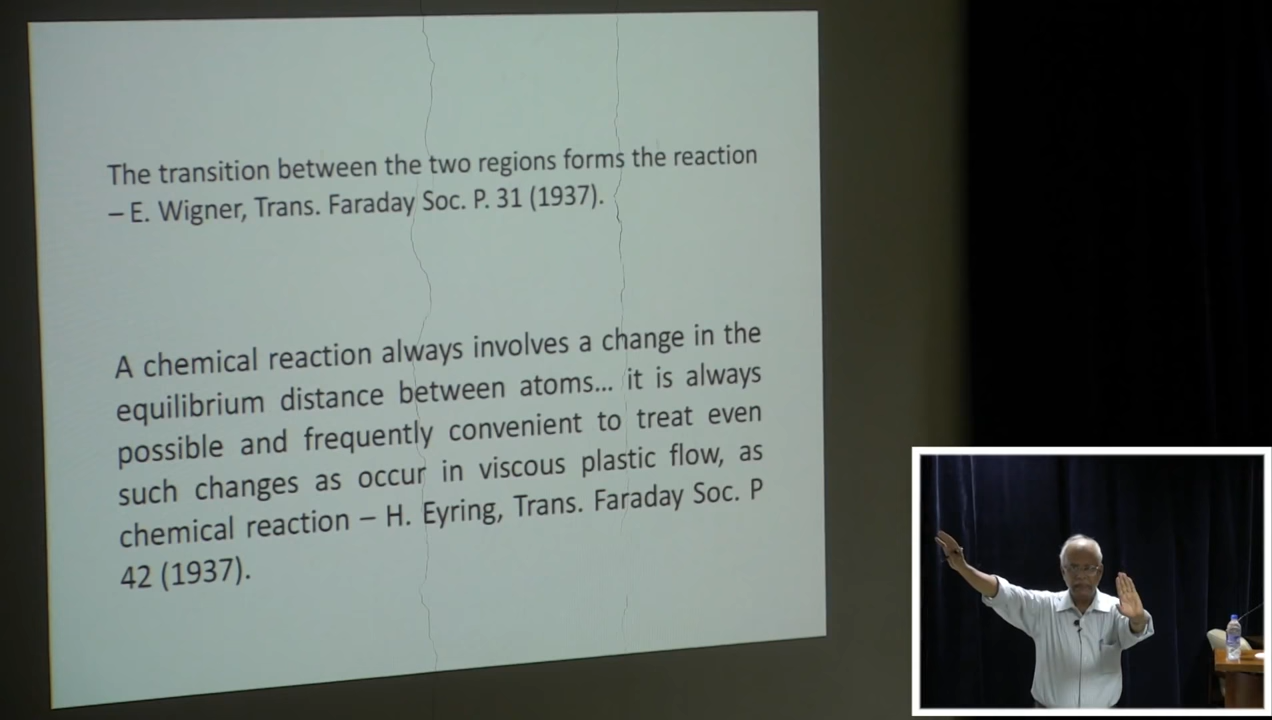 The transition between the two regions forms the reaction
– E. Wigner, Trans. Faraday Soc. P. 31 (1937).
A chemical reaction always involves a change in the
equilibrium distance between atoms... it is always
possible and frequently convenient to treat even
such changes as occur in viscous plastic flow, as
chemical reaction – H. Eyring, Trans. Faraday Soc. P
42 (1937).